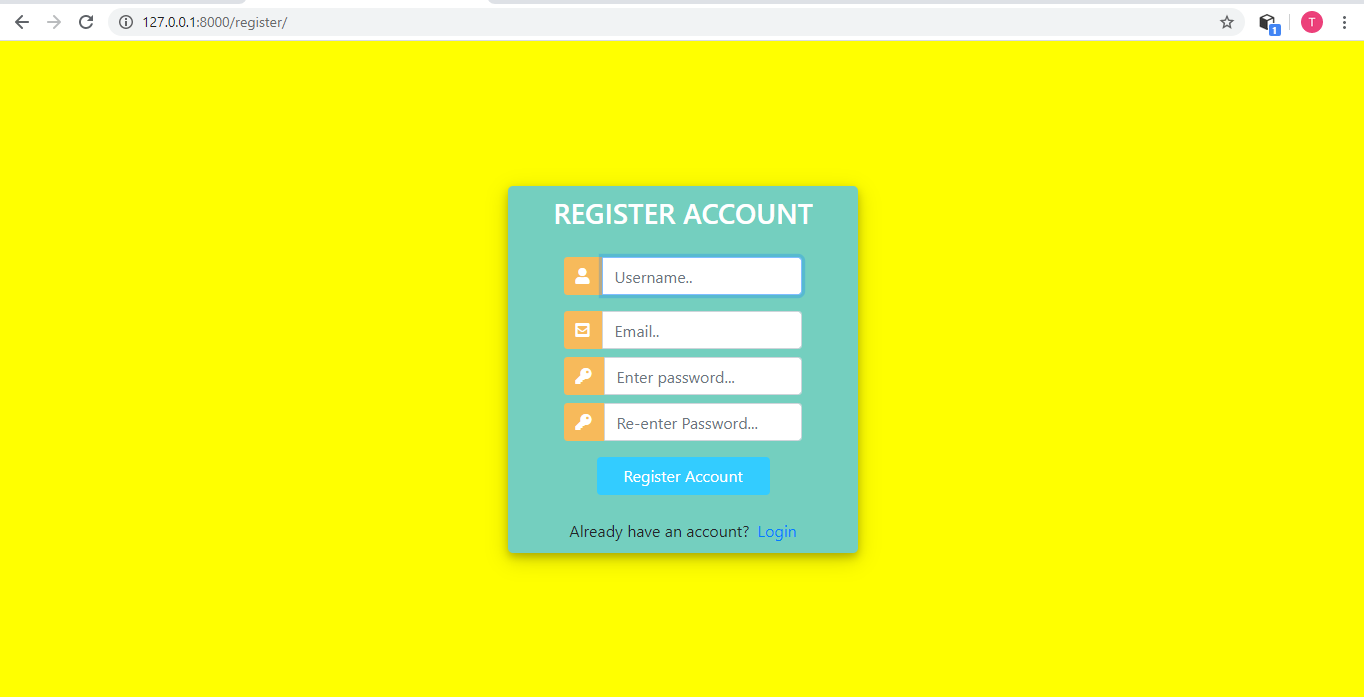 127.0.0.1:8000/register/
1
T
REGISTER ACCOUNT
Username..
Email..
Enter password...
Re-enter Password...
Register Account
Already have an account? Login